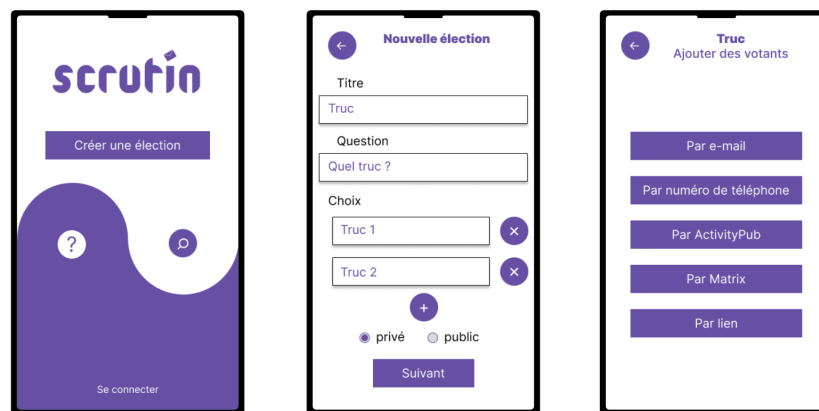 scrutin
Créer une élection
?
Se connecter
←
Nouvelle élection
Titre
Truc
Question
Quel truc ?
Choix
Truc 1
×
Truc 2
×
+
privé
public
Suivant
←
Truc
Ajouter des votants
Par e-mail
Par numéro de téléphone
Par ActivityPub
Par Matrix
Par lien